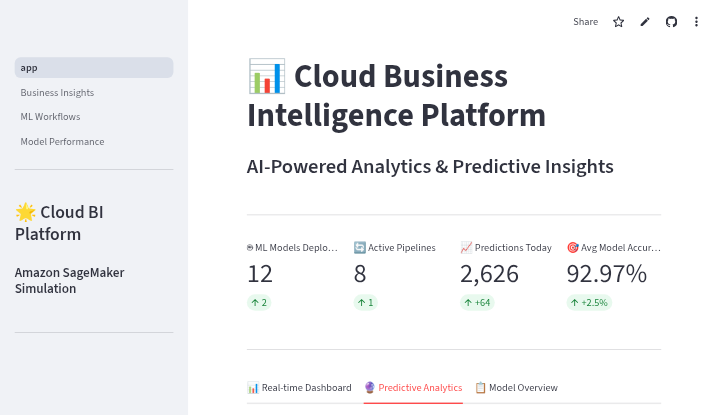 Share
app
Business Insights
ML Workflows
Model Performance
Cloud BI
Platform
Amazon SageMaker
Simulation
Cloud Business
Intelligence Platform
AI-Powered Analytics & Predictive Insights
ML Models Deplo...
12
↑ 2
Active Pipelines
8
↑ 1
Predictions Today
2,626
↑ +64
Avg Model Accur...
92.97%
↑ +2.5%
Real-time Dashboard
Predictive Analytics
Model Overview